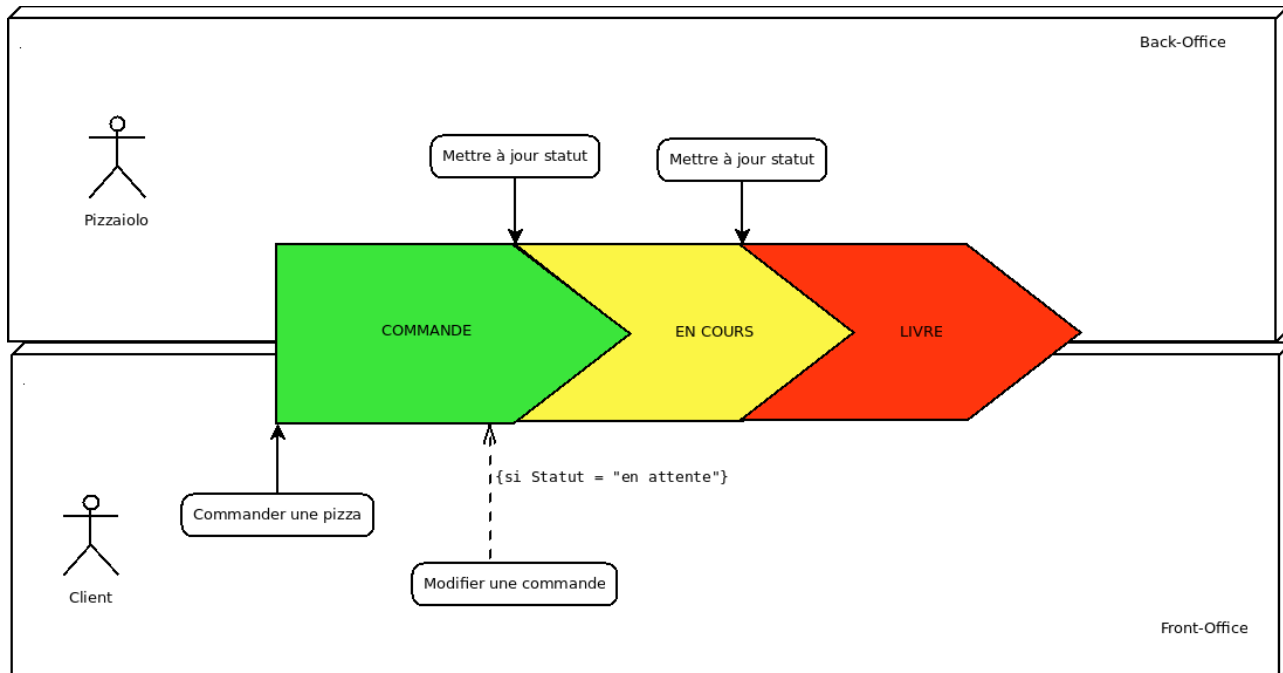 Back-Office
Mettre à jour statut
Mettre à jour statut
Pizzaiolo
COMMANDE
EN COURS
LIVRE
{si Statut = "en attente"}
Commander une pizza
Modifier une commande
Client
Front-Office